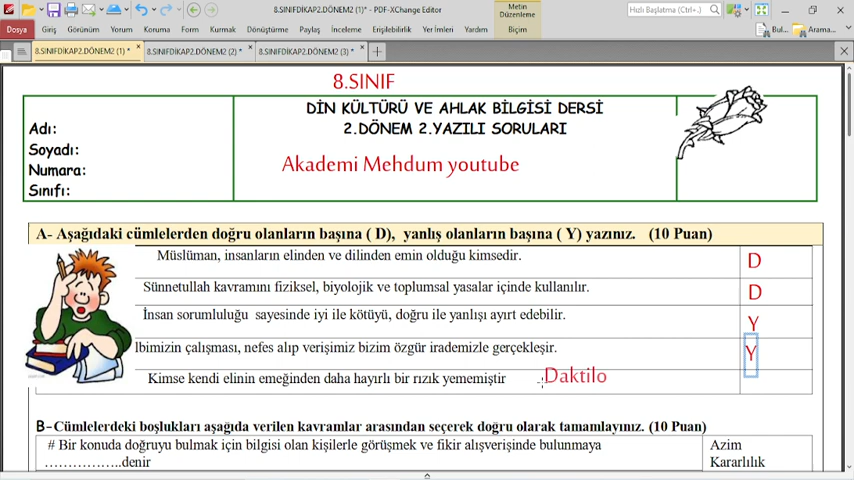 8.SINIFDİKAP2.DÖNEM2 (1)* * - PDF-XChange Editor
Metin Düzenleme
Hızlı Başlatma (Ctrl+.)
Dosya Giriş Görünüm Yer İmi Yorum Koruma Form Kurmak Dönüştürme Paylaş İnceleme Erişilebilirlik Yer İmleri Yardım Biçim Bul... Arama...
8.SINIFDİKAP2.DÖNEM2 (1) * 8.SINIFDİKAP2.DÖNEM2 (2) * 8.SINIFDİKAP2.DÖNEM2 (3) *
8.SINIF
DİN KÜLTÜRÜ VE AHLAK BİLGİSİ DERSİ
2.DÖNEM 2.YAZILI SORULARI
Adı:
Soyadı:
Numara:
Sınıfı:
Akademi Mehdum youtube
A- Aşağıdaki cümlelerden doğru olanların başına ( D), yanlış olanların başına ( Y) yazınız. (10 Puan)
Müslüman, insanların elinden ve dilinden emin olduğu kimsedir. D
Sünnetullah kavramını fiziksel, biyolojik ve toplumsal yasalar içinde kullanılır. D
İnsan sorumluluğu sayesinde iyi ile kötüyü, doğru ile yanlışı ayırt edebilir. Y
lbimizin çalışması, nefes alıp verişimiz bizim özgür irademizle gerçekleşir. Y
Kimse kendi elinin emeğinden daha hayırlı bir rızık yememiştir Daktilo
B-Cümlelerdeki boşlukları aşağıda verilen kavramlar arasından seçerek doğru olarak tamamlayınız. (10 Puan)
# Bir konuda doğruyu bulmak için bilgisi olan kişilerle görüşmek ve fikir alışverişinde bulunmaya
……………..denir
Azim
Kararlılık